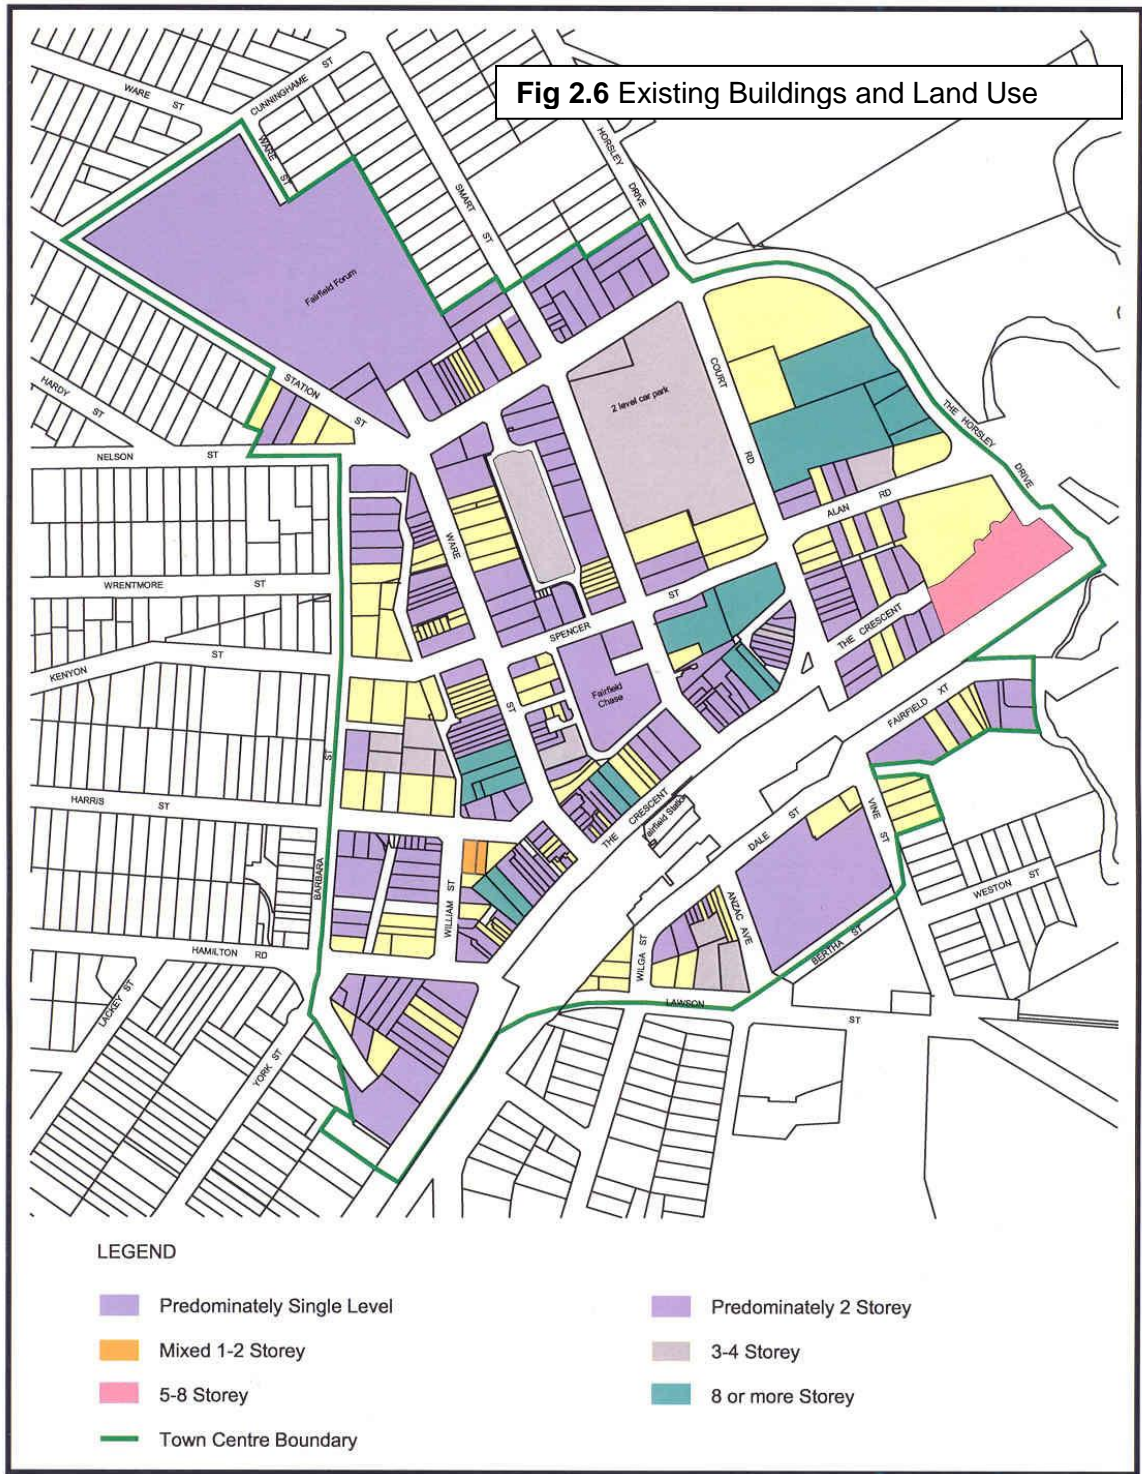 Fig 2.6 Existing Buildings and Land Use
WARE ST
CUNNINGHAME ST
WARE ST
SMART ST
HORSLEY DRIVE
Fairfield Forum
HARDY ST
STATION ST
NELSON ST
2 level car park
COURT RD
THE HORSLEY DRIVE
ALAN RD
WARE ST
WRENTMORE ST
SPENCER ST
THE CRESCENT
KENYON ST
Fairfield
Chase
FAIRFIELD XT
HARRIS ST
BARBARA ST
THE CRESCENT
Fairfield Station
DALE ST
VINE ST
WESTON ST
WILLIAM ST
ANZAC AVE
WILGA ST
BERTHA ST
HAMILTON RD
LACKEY ST
YORK ST
LAWSON ST
LEGEND
Predominately Single Level
Predominately 2 Storey
Mixed 1-2 Storey
3-4 Storey
5-8 Storey
8 or more Storey
Town Centre Boundary